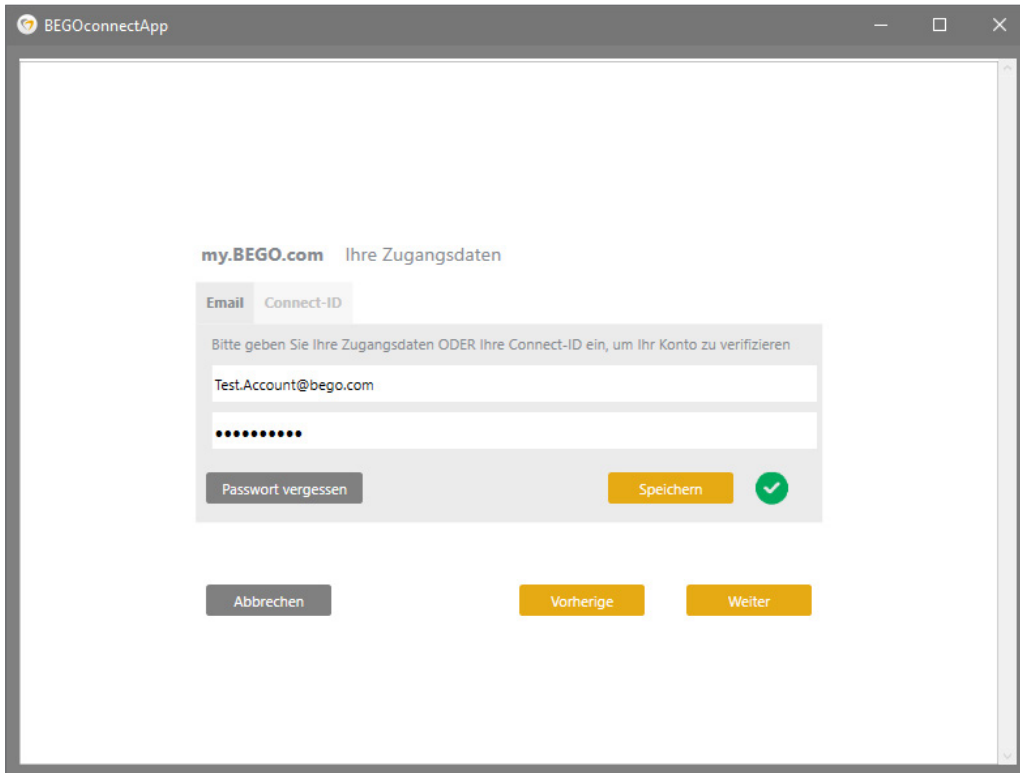 BEGOconnectApp
my.BEGO.com Ihre Zugangsdaten
Email Connect-ID
Bitte geben Sie Ihre Zugangsdaten ODER Ihre Connect-ID ein, um Ihr Konto zu verifizieren
Test.Account@bego.com
••••••••••
Passwort vergessen Speichern
Abbrechen Vorherige Weiter